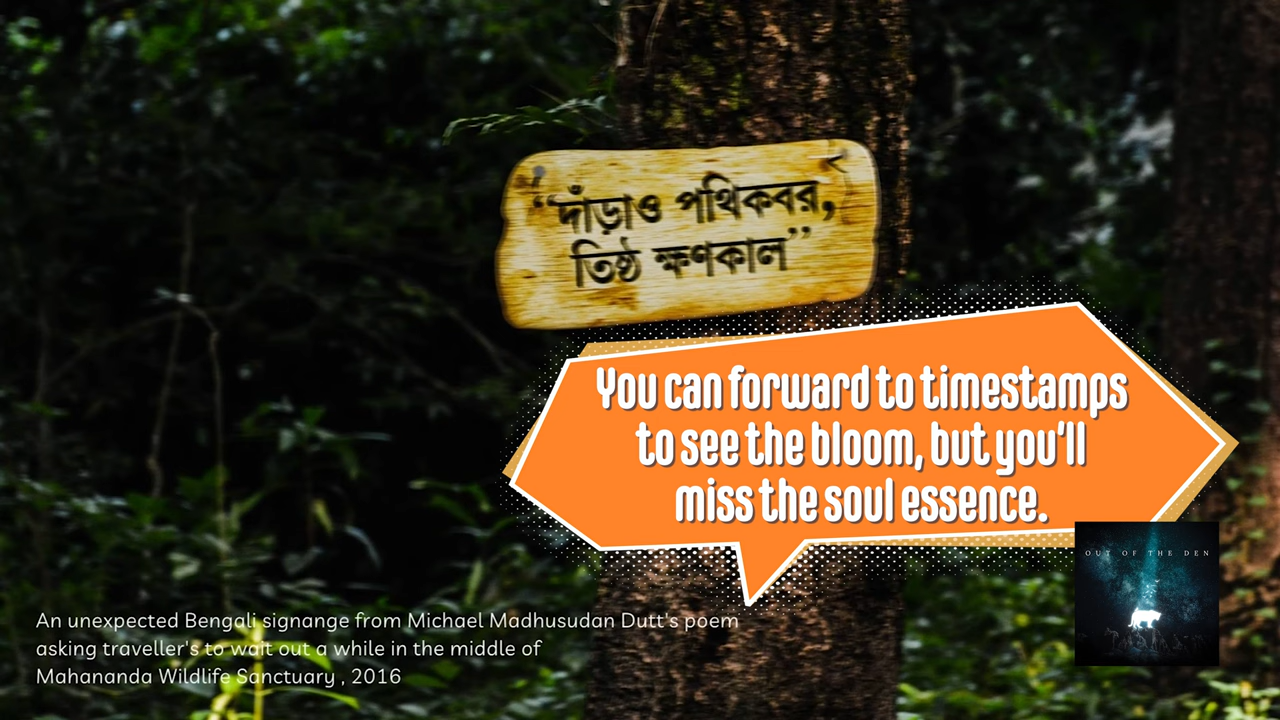 “দাঁড়াও পথিকবর,
তিষ্ঠ ক্ষণকাল”
You can forward to timestamps
to see the bloom, but you'll
miss the soul essence.
OUT OF THE DEN
An unexpected Bengali signange from Michael Madhusudan Dutt's poem
asking traveller's to wait out a while in the middle of
Mahananda Wildlife Sanctuary , 2016